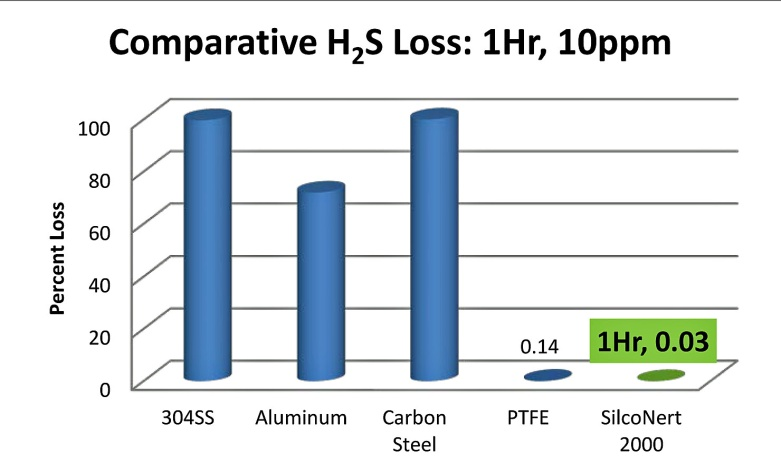 Comparative H₂S Loss: 1Hr, 10ppm
Percent Loss
100
80
60
40
20
0
0.14
1Hr, 0.03
304SS
Aluminum
Carbon
Steel
PTFE
SilcoNert
2000